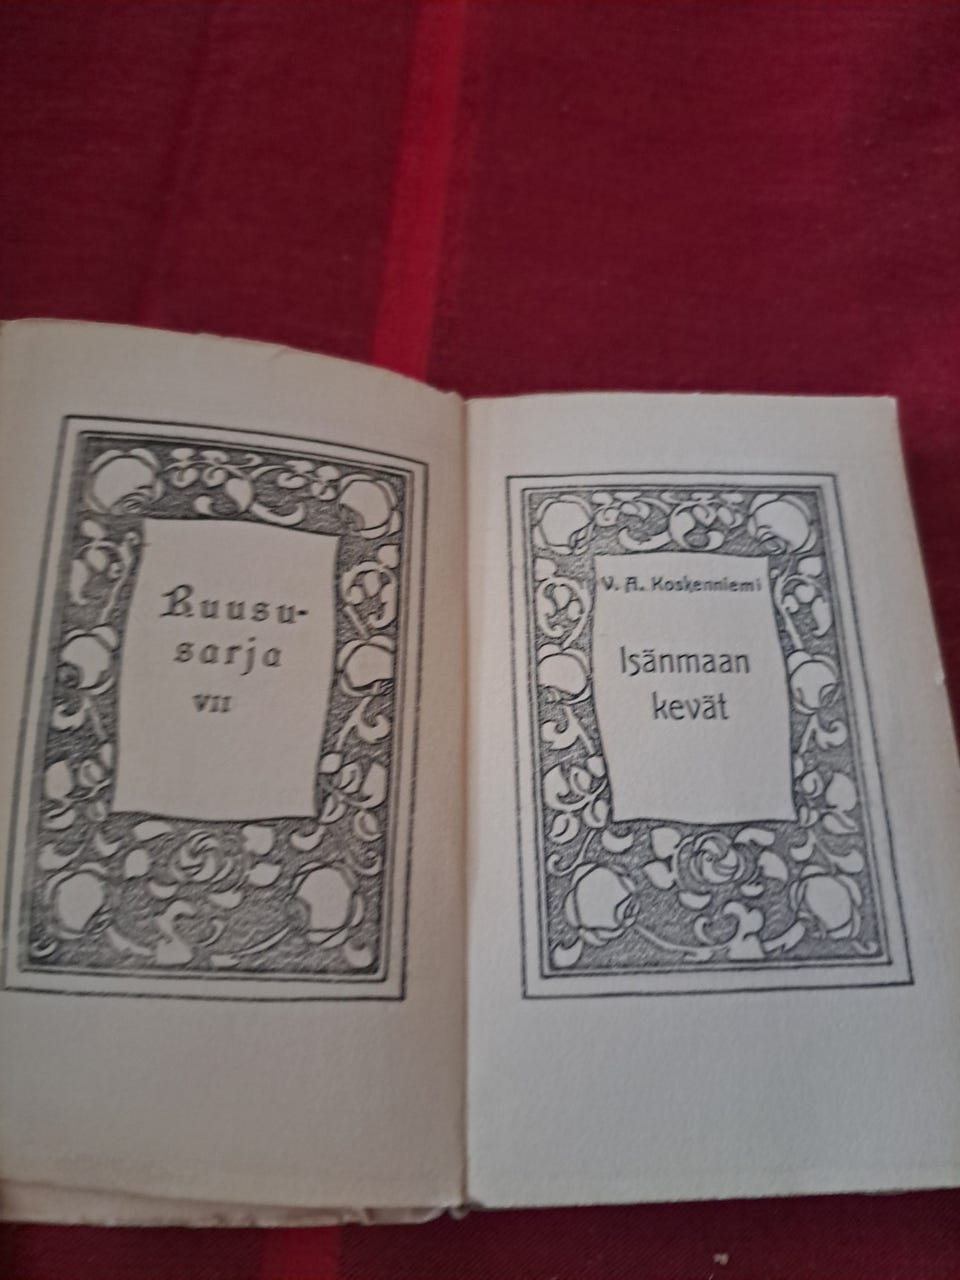 Ruusu-
sarja
VII
V. A. Koskenniemi
Isänmaan
kevät